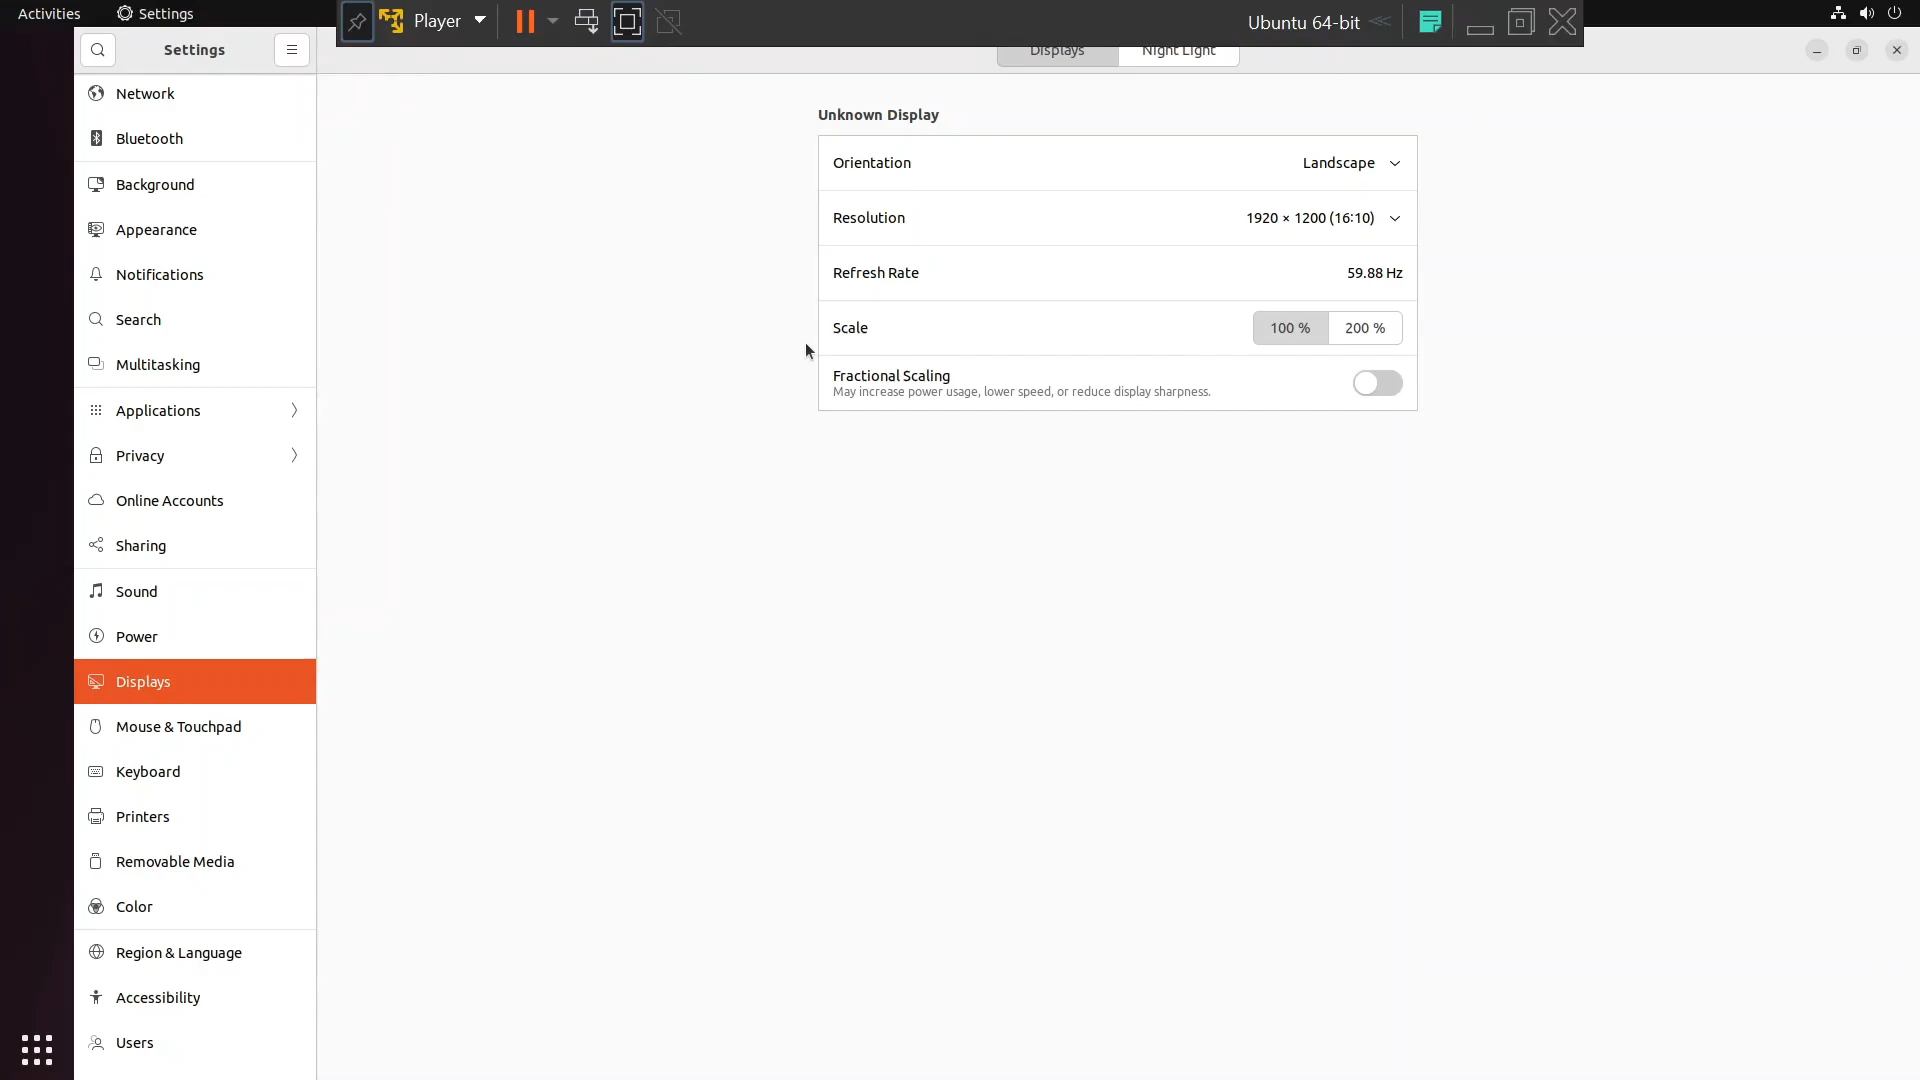 Activities
Settings
Player
Ubuntu 64-bit
Settings
Displays
Night Light
Network
Bluetooth
Background
Appearance
Notifications
Search
Multitasking
Applications
Privacy
Online Accounts
Sharing
Sound
Power
Displays
Mouse & Touchpad
Keyboard
Printers
Removable Media
Color
Region & Language
Accessibility
Users
Unknown Display
Orientation
Landscape
Resolution
1920 × 1200 (16:10)
Refresh Rate
59.88 Hz
Scale
100 %
200 %
Fractional Scaling
May increase power usage, lower speed, or reduce display sharpness.